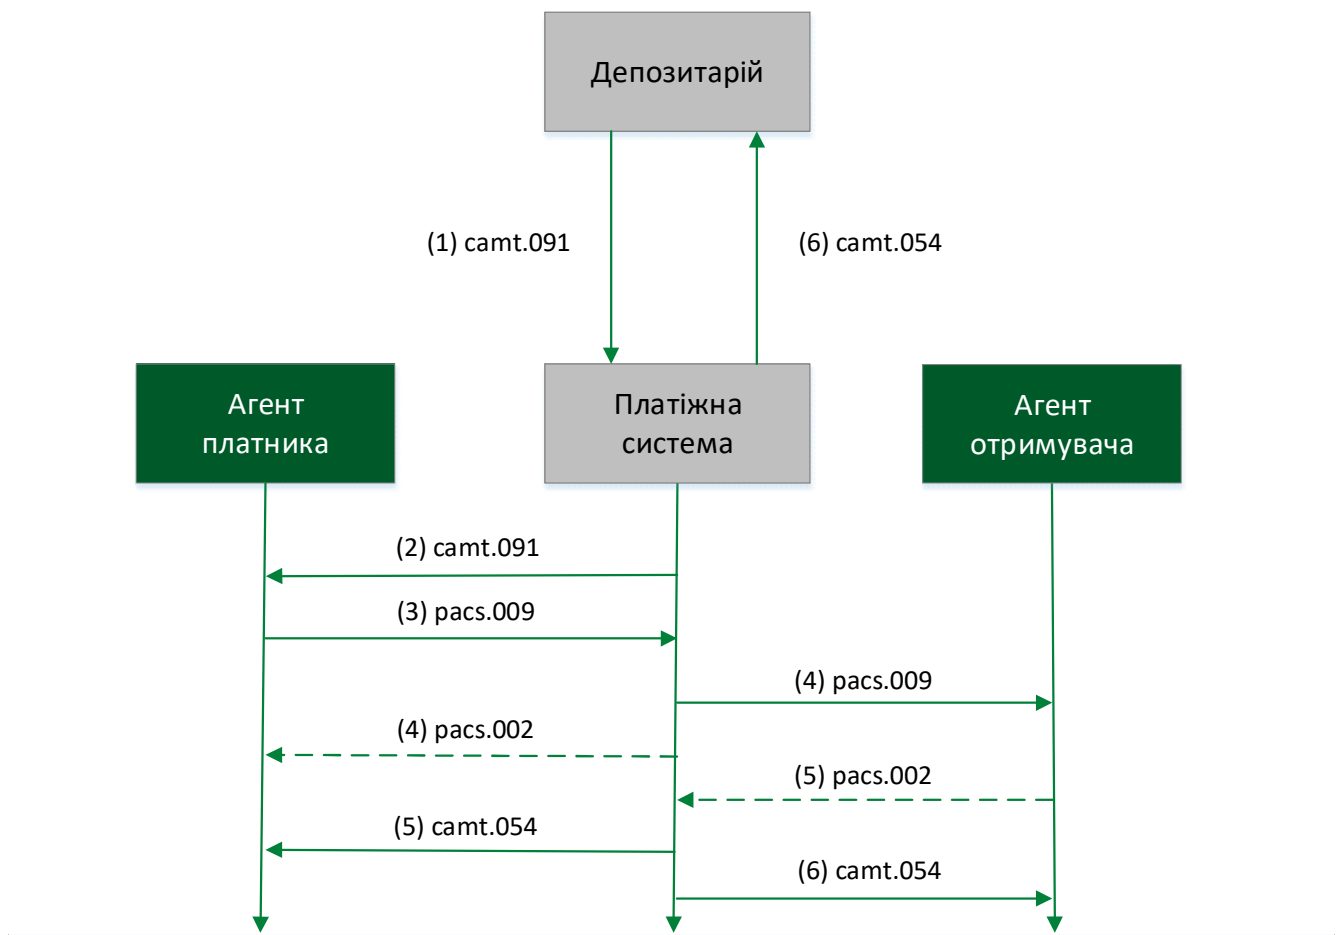 Депозитарій
(1) camt.091
(6) camt.054
Агент
платника
Платіжна
система
Агент
отримувача
(2) camt.091
(3) pacs.009
(4) pacs.009
(4) pacs.002
(5) pacs.002
(5) camt.054
(6) camt.054